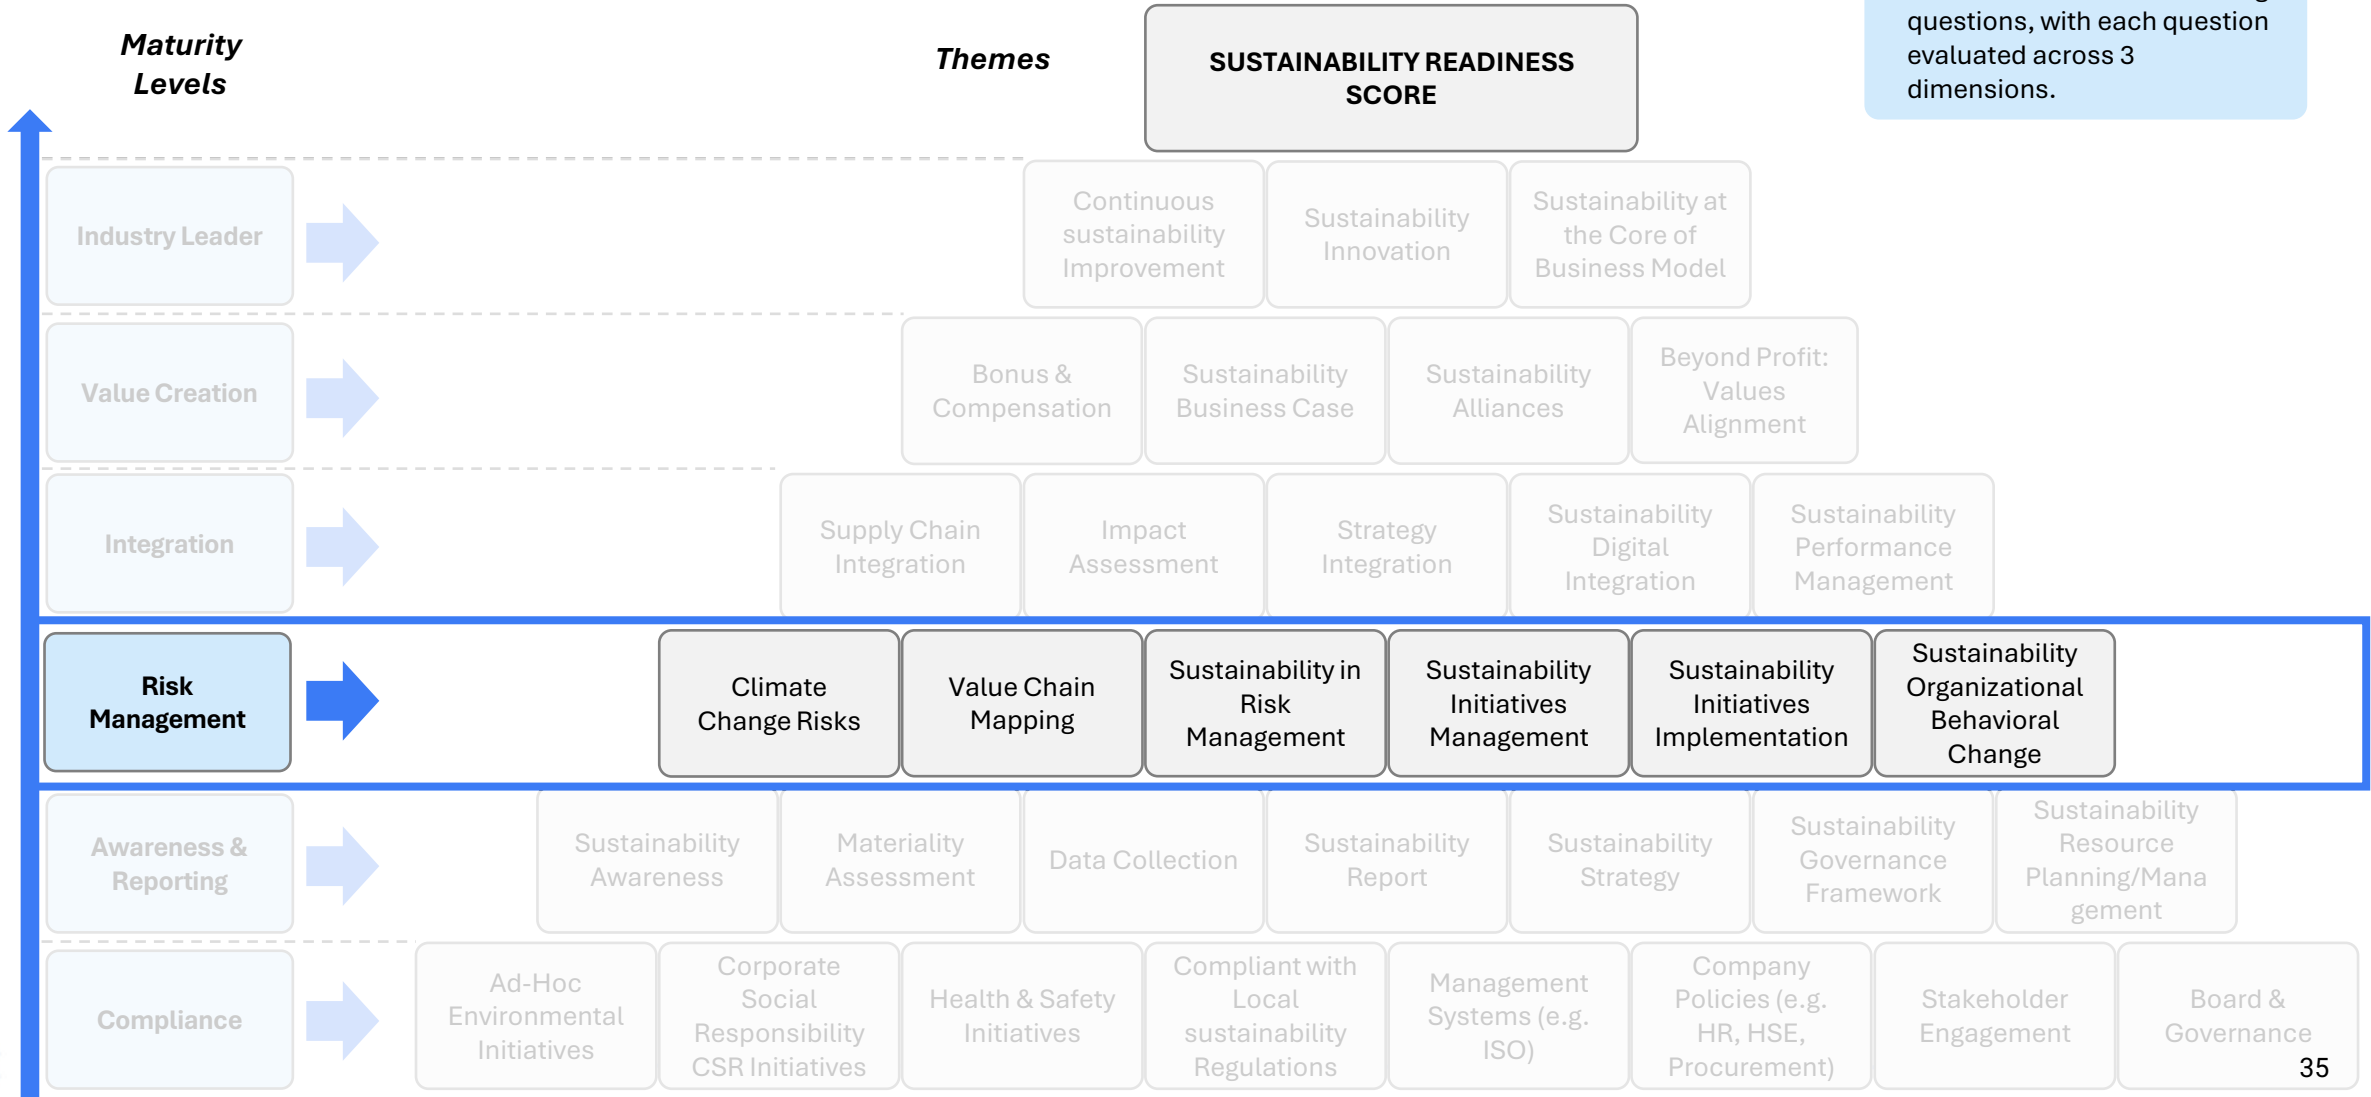 Maturity
Levels
Themes
SUSTAINABILITY READINESS
SCORE
questions, with each question
evaluated across 3
dimensions.
Industry Leader
Continuous
sustainability
Improvement
Sustainability
Innovation
Sustainability at
the Core of
Business Model
Value Creation
Bonus &
Compensation
Sustainability
Business Case
Sustainability
Alliances
Beyond Profit:
Values
Alignment
Integration
Supply Chain
Integration
Impact
Assessment
Strategy
Integration
Sustainability
Digital
Integration
Sustainability
Performance
Management
Risk
Management
Climate
Change Risks
Value Chain
Mapping
Sustainability in
Risk
Management
Sustainability
Initiatives
Management
Sustainability
Initiatives
Implementation
Sustainability
Organizational
Behavioral
Change
Awareness &
Reporting
Sustainability
Awareness
Materiality
Assessment
Data Collection
Sustainability
Report
Sustainability
Strategy
Sustainability
Governance
Framework
Sustainability
Resource
Planning/Mana
gement
Compliance
Ad-Hoc
Environmental
Initiatives
Corporate
Social
Responsibility
CSR Initiatives
Health & Safety
Initiatives
Compliant with
Local
sustainability
Regulations
Management
Systems (e.g.
ISO)
Company
Policies (e.g.
HR, HSE,
Procurement)
Stakeholder
Engagement
Board &
Governance
35